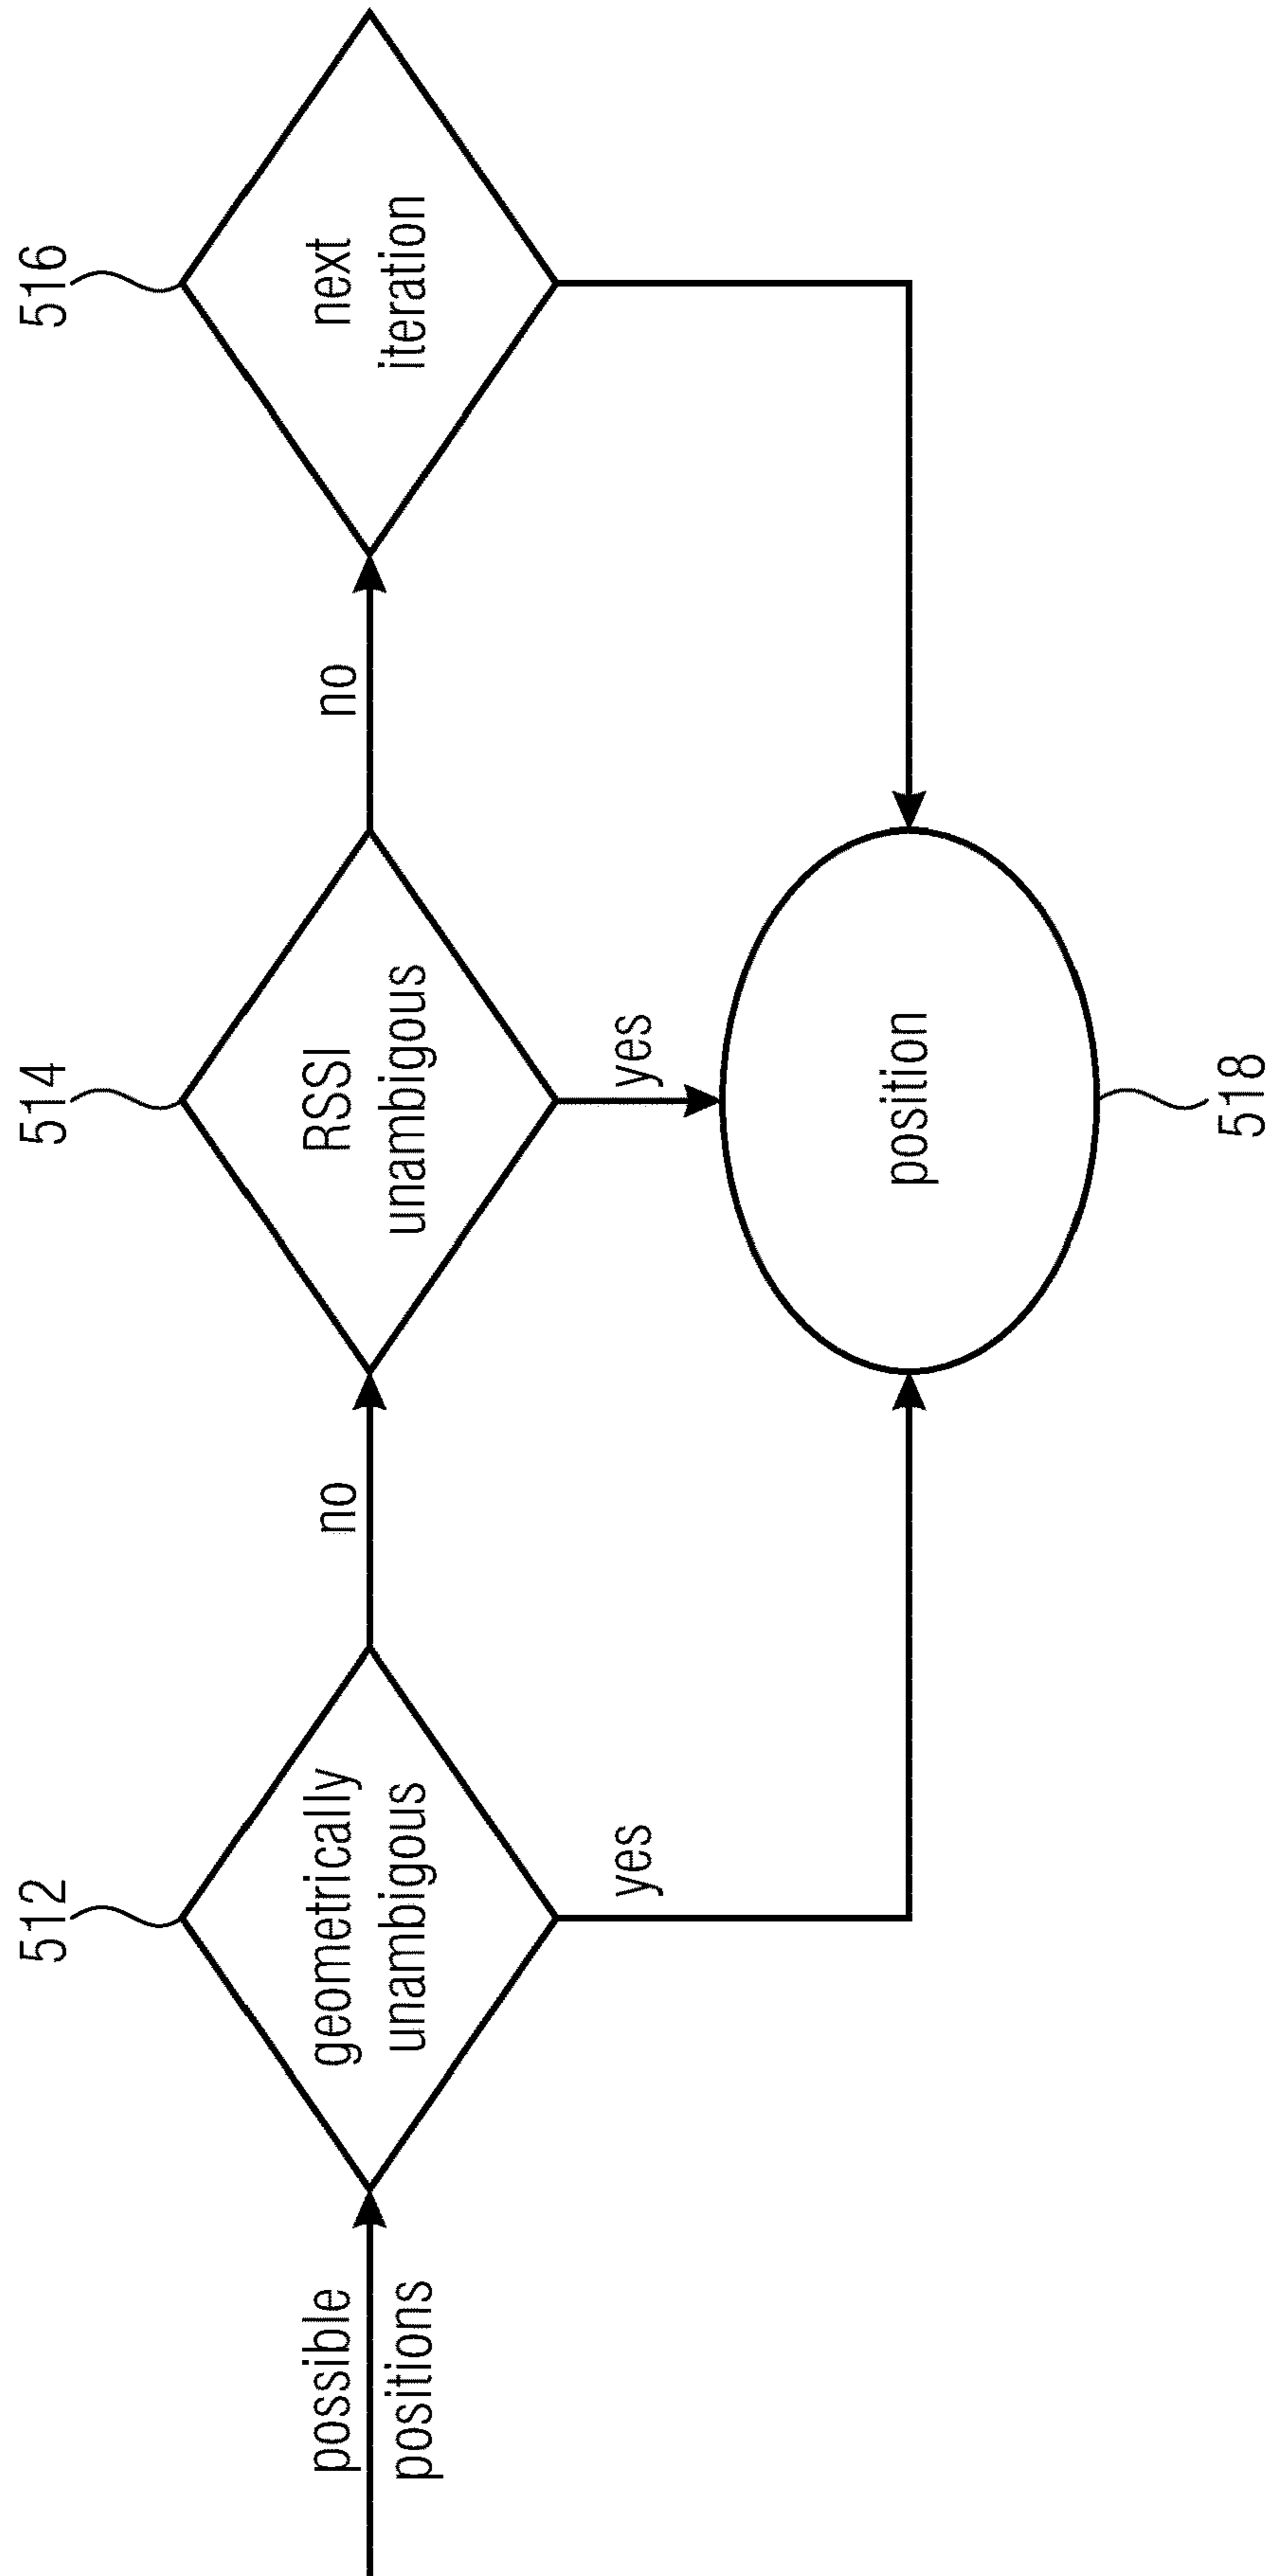 512
514
516
possible
positions
geometrically
unambigous
no
RSSI
unambigous
no
next
iteration
yes
yes
position
518